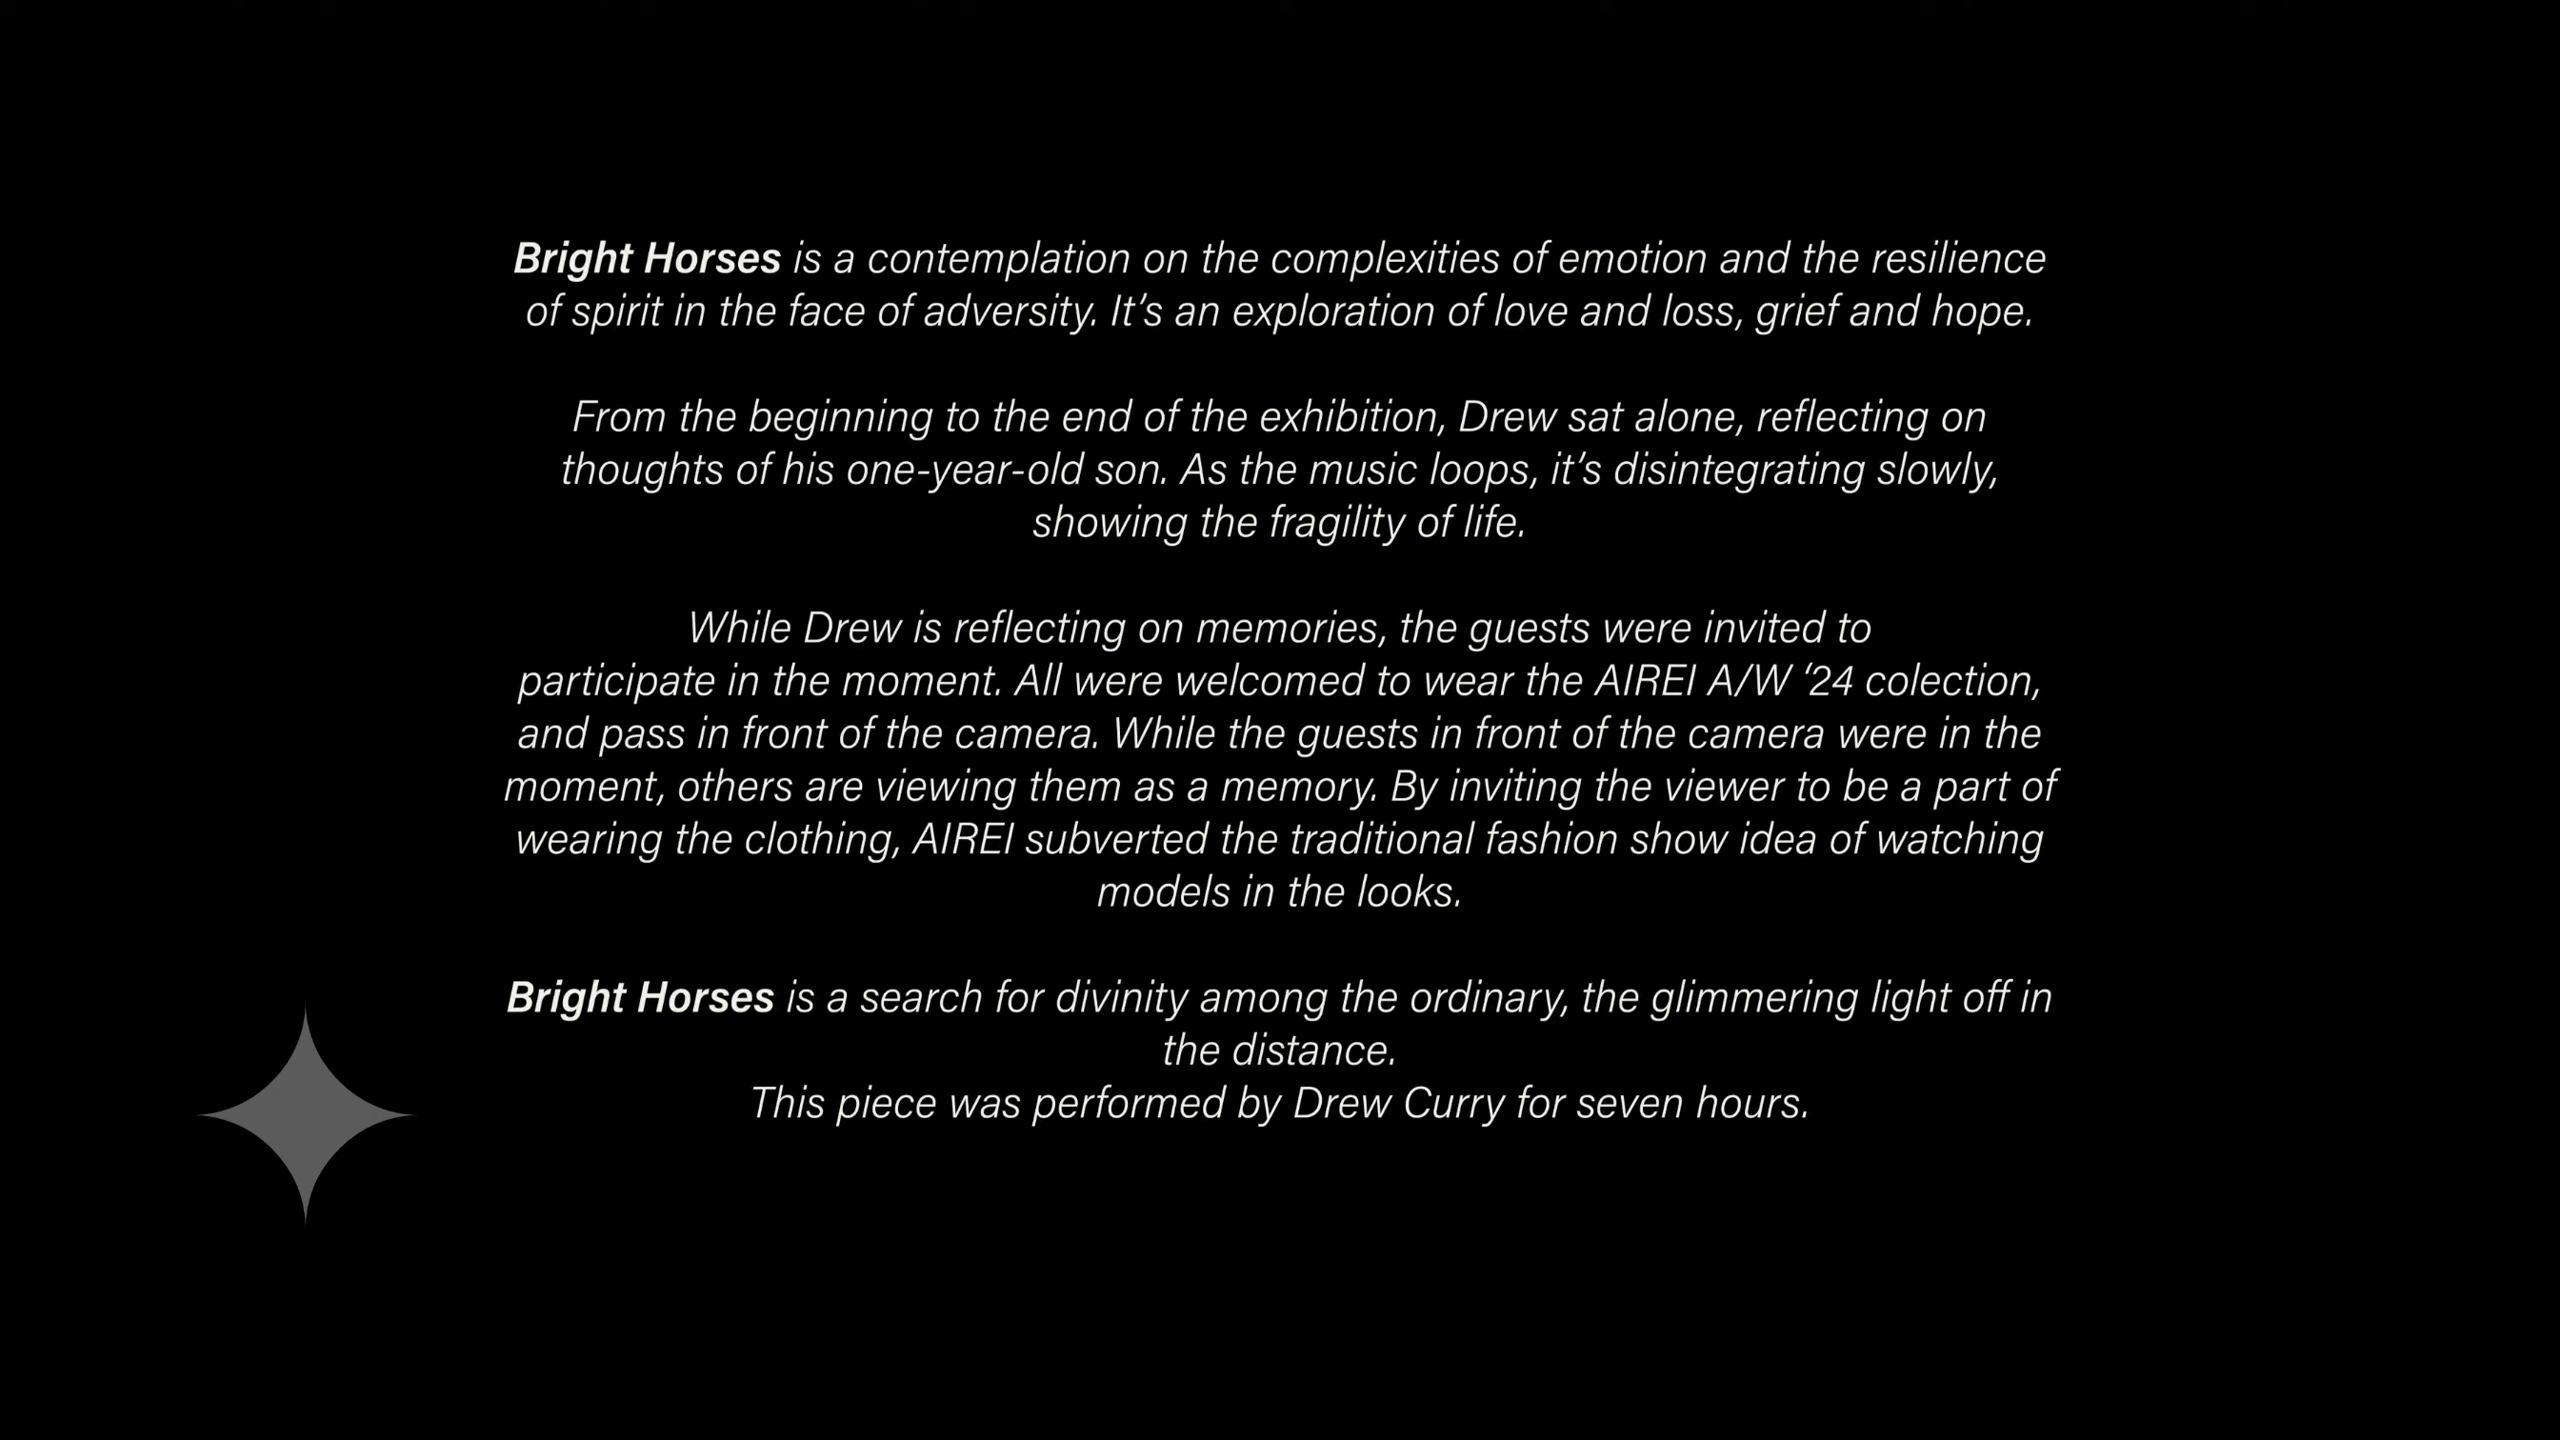 Bright Horses is a contemplation on the complexities of emotion and the resilience
of spirit in the face of adversity. It’s an exploration of love and loss, grief and hope.
From the beginning to the end of the exhibition, Drew sat alone, reflecting on
thoughts of his one-year-old son. As the music loops, it’s disintegrating slowly,
showing the fragility of life.
While Drew is reflecting on memories, the guests were invited to
participate in the moment. All were welcomed to wear the AIREI A/W ‘24 colection,
and pass in front of the camera. While the guests in front of the camera were in the
moment, others are viewing them as a memory. By inviting the viewer to be a part of
wearing the clothing, AIREI subverted the traditional fashion show idea of watching
models in the looks.
Bright Horses is a search for divinity among the ordinary, the glimmering light off in
the distance.
This piece was performed by Drew Curry for seven hours.